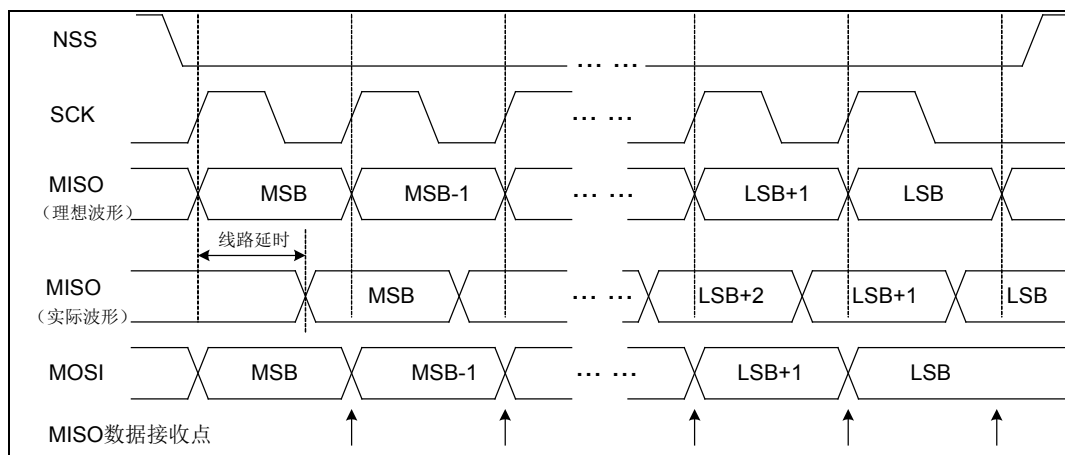 NSS
... ...
SCK
... ...
MISO
(理想波形)
MSB
MSB-1
... ...
LSB+1
LSB
线路延时
MISO
(实际波形)
MSB
... ...
LSB+2
LSB+1
LSB
MOSI
MSB
MSB-1
... ...
LSB+1
LSB
MISO数据接收点